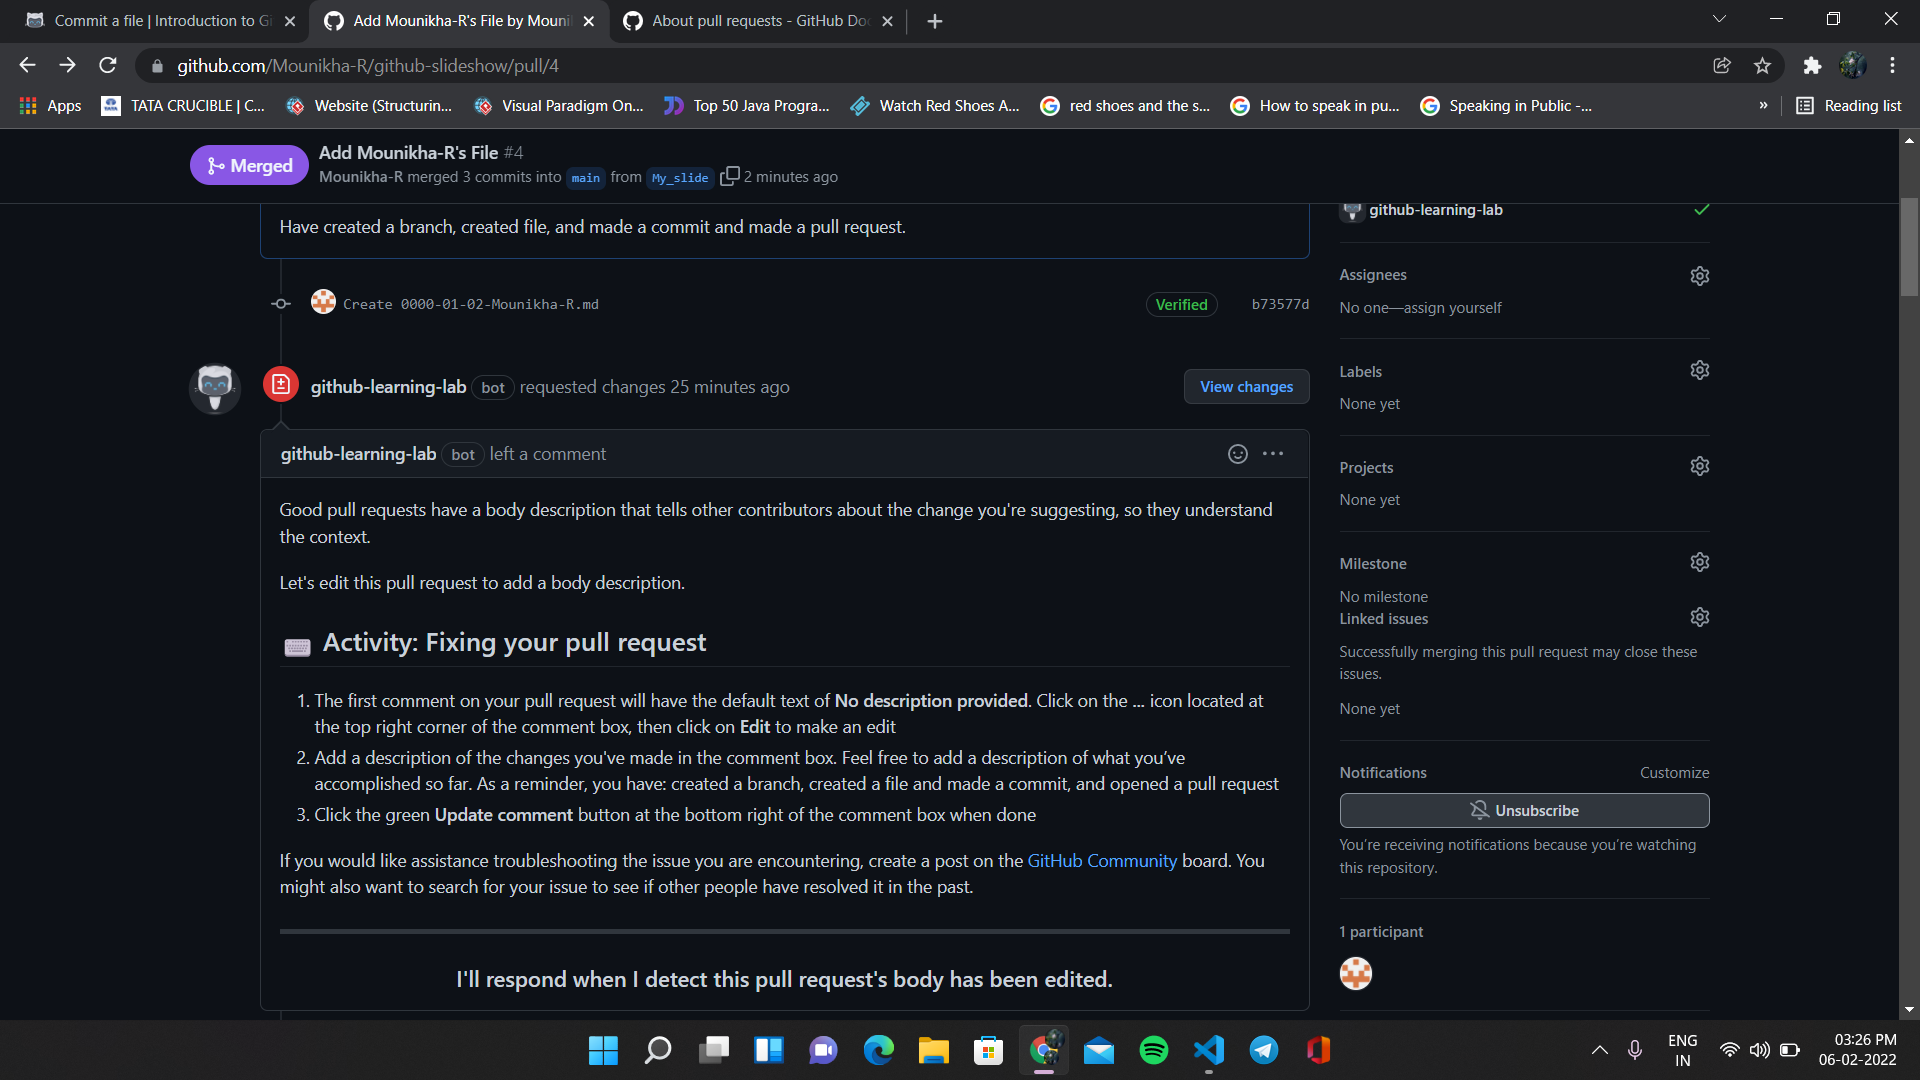 Commit a file | Introduction to Gi
Add Mounikha-R's File by Mouni
About pull requests - GitHub Doc
github.com/Mounikha-R/github-slideshow/pull/4
Apps
TATA CRUCIBLE | C...
Website (Structurin...
Visual Paradigm On...
Top 50 Java Progra...
Watch Red Shoes A...
red shoes and the s...
How to speak in pu...
Speaking in Public -...
»
Reading list
Merged
Add Mounikha-R's File #4
Mounikha-R merged 3 commits into main from My_slide 2 minutes ago
Have created a branch, created file, and made a commit and made a pull request.
Create 0000-01-02-Mounikha-R.md
Verified
b73577d
github-learning-lab bot requested changes 25 minutes ago
View changes
github-learning-lab bot left a comment
Good pull requests have a body description that tells other contributors about the change you're suggesting, so they understand
the context.
Let's edit this pull request to add a body description.
Activity: Fixing your pull request
1. The first comment on your pull request will have the default text of No description provided. Click on the ... icon located at
the top right corner of the comment box, then click on Edit to make an edit
2. Add a description of the changes you've made in the comment box. Feel free to add a description of what you’ve
accomplished so far. As a reminder, you have: created a branch, created a file and made a commit, and opened a pull request
3. Click the green Update comment button at the bottom right of the comment box when done
If you would like assistance troubleshooting the issue you are encountering, create a post on the GitHub Community board. You
might also want to search for your issue to see if other people have resolved it in the past.
I'll respond when I detect this pull request's body has been edited.
github-learning-lab
Assignees
No one—assign yourself
Labels
None yet
Projects
None yet
Milestone
No milestone
Linked issues
Successfully merging this pull request may close these
issues.
None yet
Notifications
Customize
Unsubscribe
You’re receiving notifications because you’re watching
this repository.
1 participant
ENG
IN
03:26 PM
06-02-2022